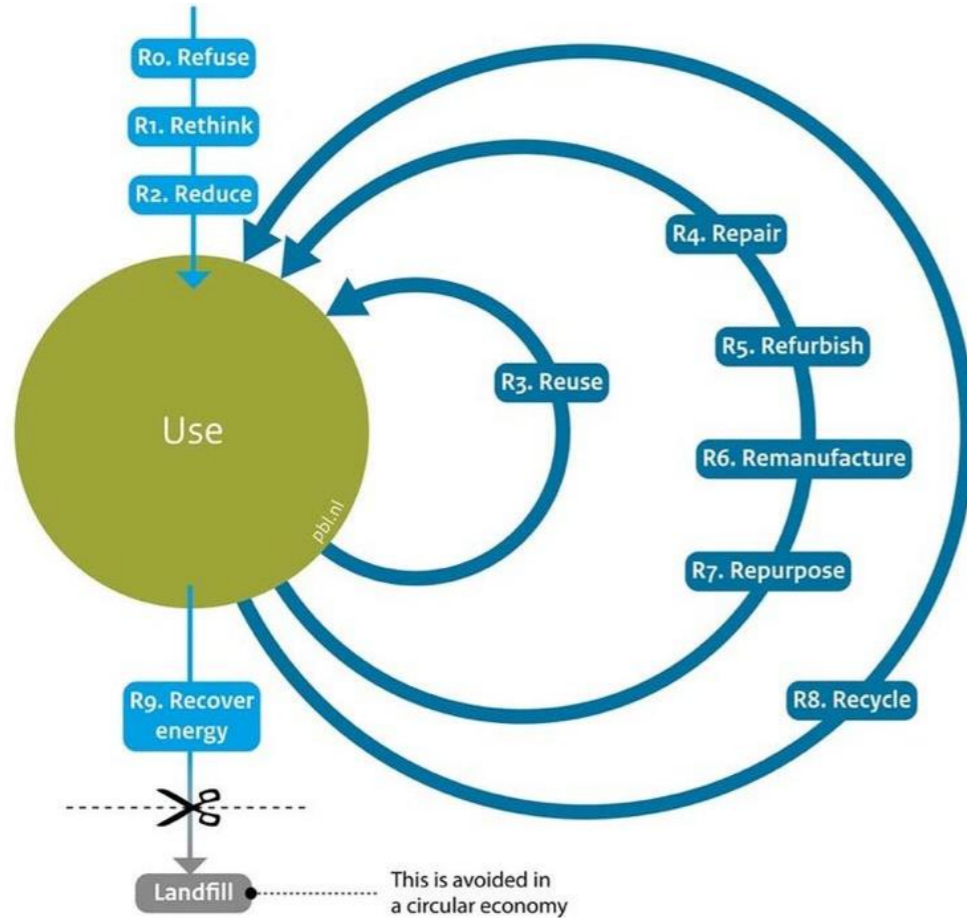 R0. Refuse
R1. Rethink
R2. Reduce
R4. Repair
R5. Refurbish
R3. Reuse
Use
R6. Remanufacture
pbl.nl
R7. Repurpose
R8. Recycle
R9. Recover
energy
Landfill
This is avoided in
a circular economy